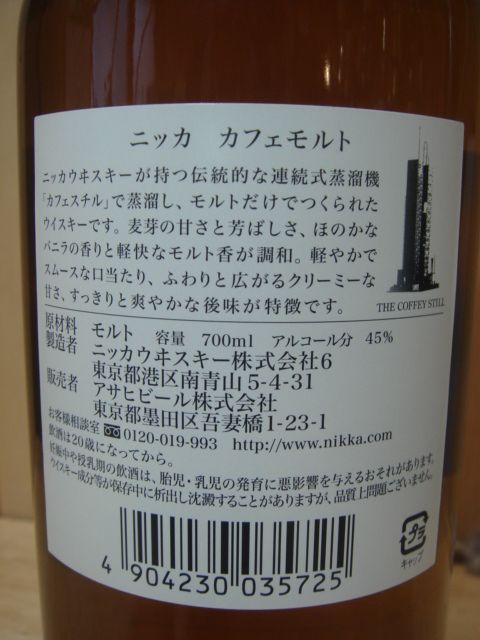 ニッカ カフェモルト
ニッカウヰスキーが持つ伝統的な連続式蒸溜機
「カフェスチル」で蒸溜し、モルトだけでつくられた
ウイスキーです。麦芽の甘さと芳ばしさ、ほのかな
バニラの香りと軽快なモルト香が調和。軽やかで
スムースな口当たり、ふわりと広がるクリーミーな
甘さ、すっきりと爽やかな後味が特徴です。
THE COFFEY STILL
原材料 モルト 容量 700ml アルコール分 45%
製造者 ニッカウヰスキー株式会社6
東京都港区南青山5-4-31
販売者 アサヒビール株式会社
東京都墨田区吾妻橋1-23-1
お客様相談室 0120-019-993 http://www.nikka.com
飲酒は20歳になってから。
妊娠中や授乳期の飲酒は、胎児・乳児の発育に悪影響を与えるおそれがあります。
ウイスキー成分等が保存中に析出し沈澱することがありますが、品質上問題ございません。
プラ
キャップ
4 904230 035725